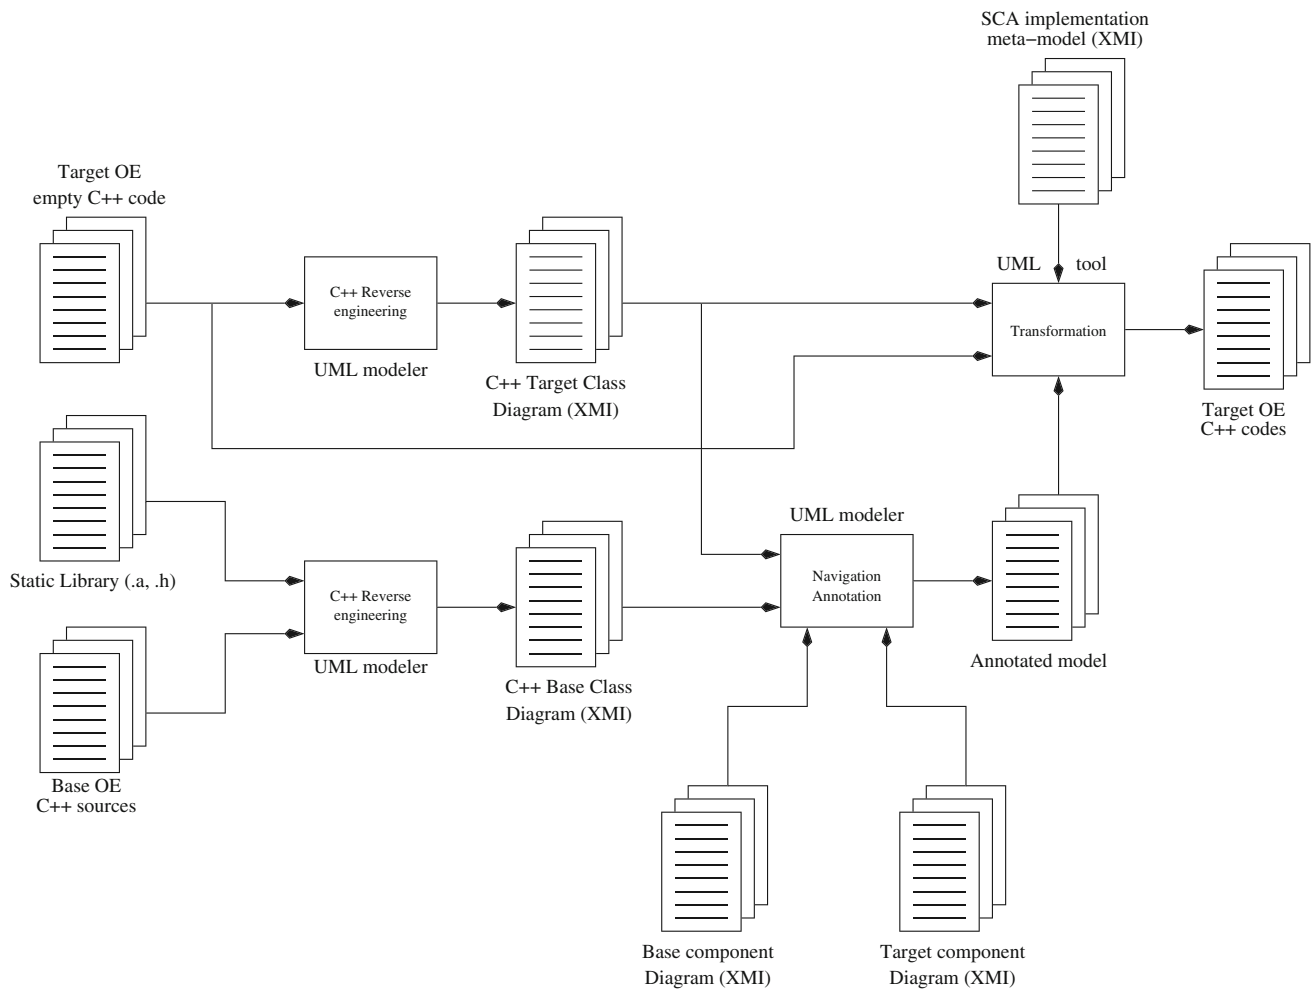 SCA implementation
meta−model (XMI)
Target OE
empty C++ code
UML tool
C++ Reverse
engineering
Transformation
UML modeler
C++ Target Class
Diagram (XMI)
Target OE
C++ codes
UML modeler
Static Library (.a, .h)
C++ Reverse
engineering
Navigation
Annotation
UML modeler
Annotated model
C++ Base Class
Diagram (XMI)
Base OE
C++ sources
Base component
Diagram (XMI)
Target component
Diagram (XMI)